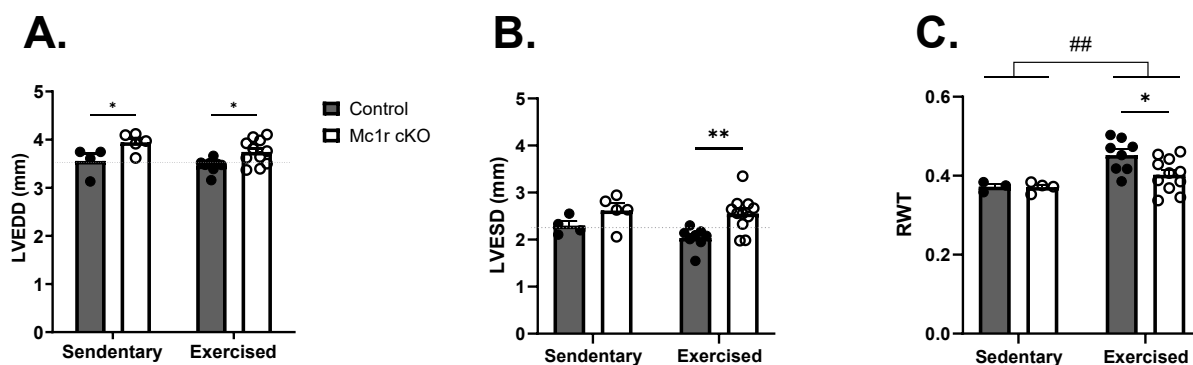 A.
LVEDD (mm)
5
4
3
2
1
0
*
*
Sendentary
Exercised
Control
Mc1r cKO
B.
LVESD (mm)
5
4
3
2
1
0
**
Sendentary
Exercised
C.
##
RWT
0.6
0.4
0.2
0.0
*
Sedentary
Exercised